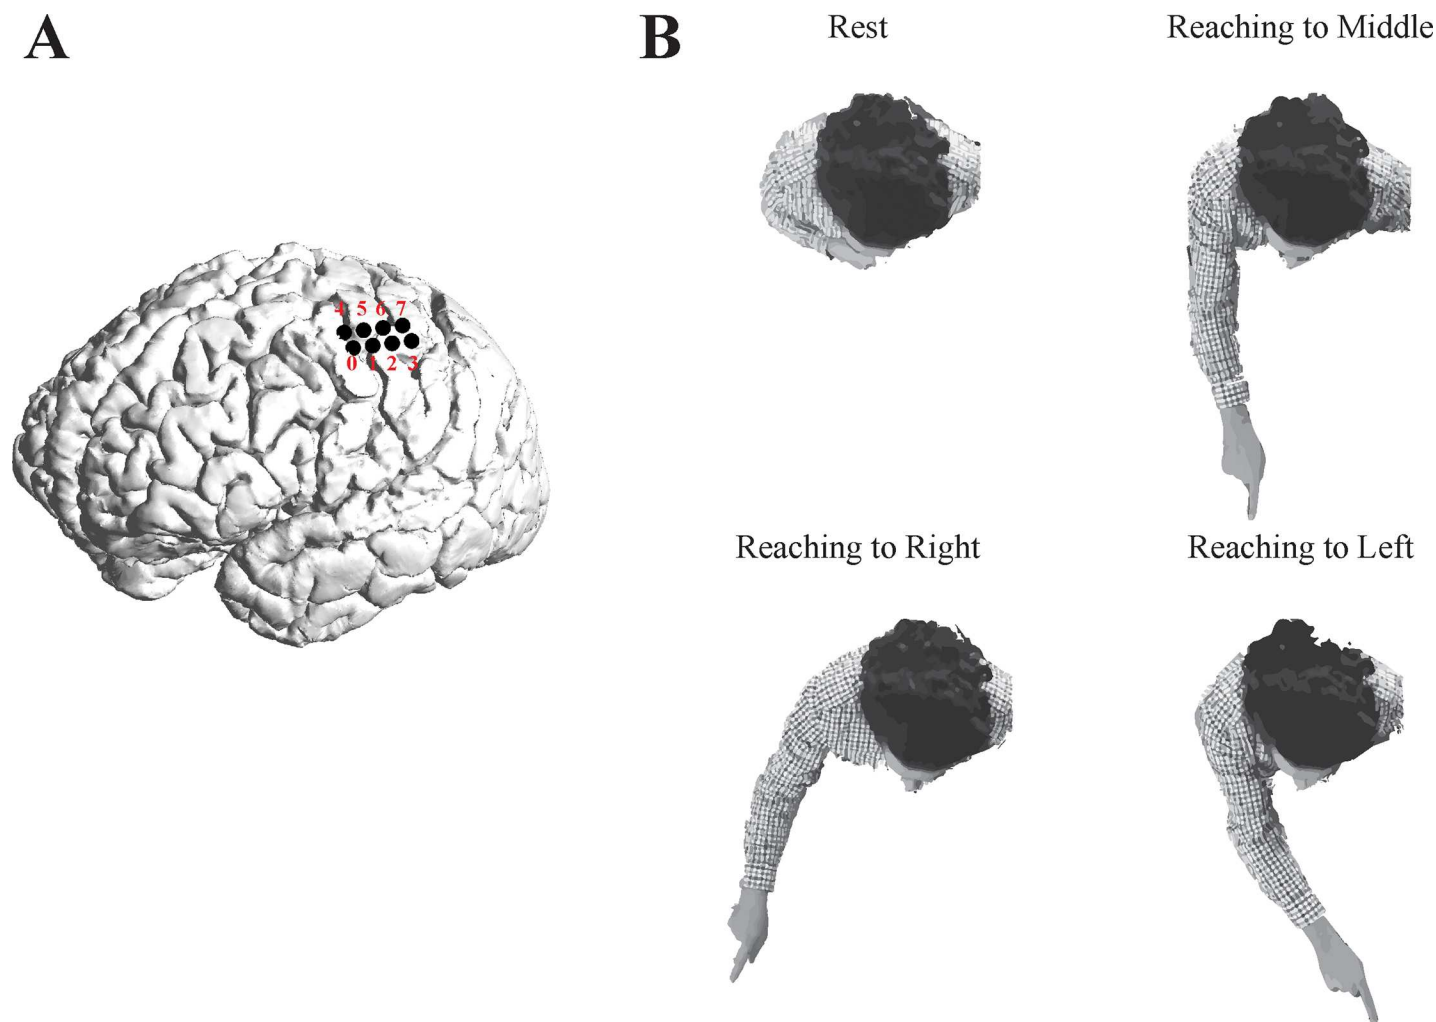 A
B
Rest
Reaching to Middle
4 5 6 7
0 1 2 3
Reaching to Right
Reaching to Left